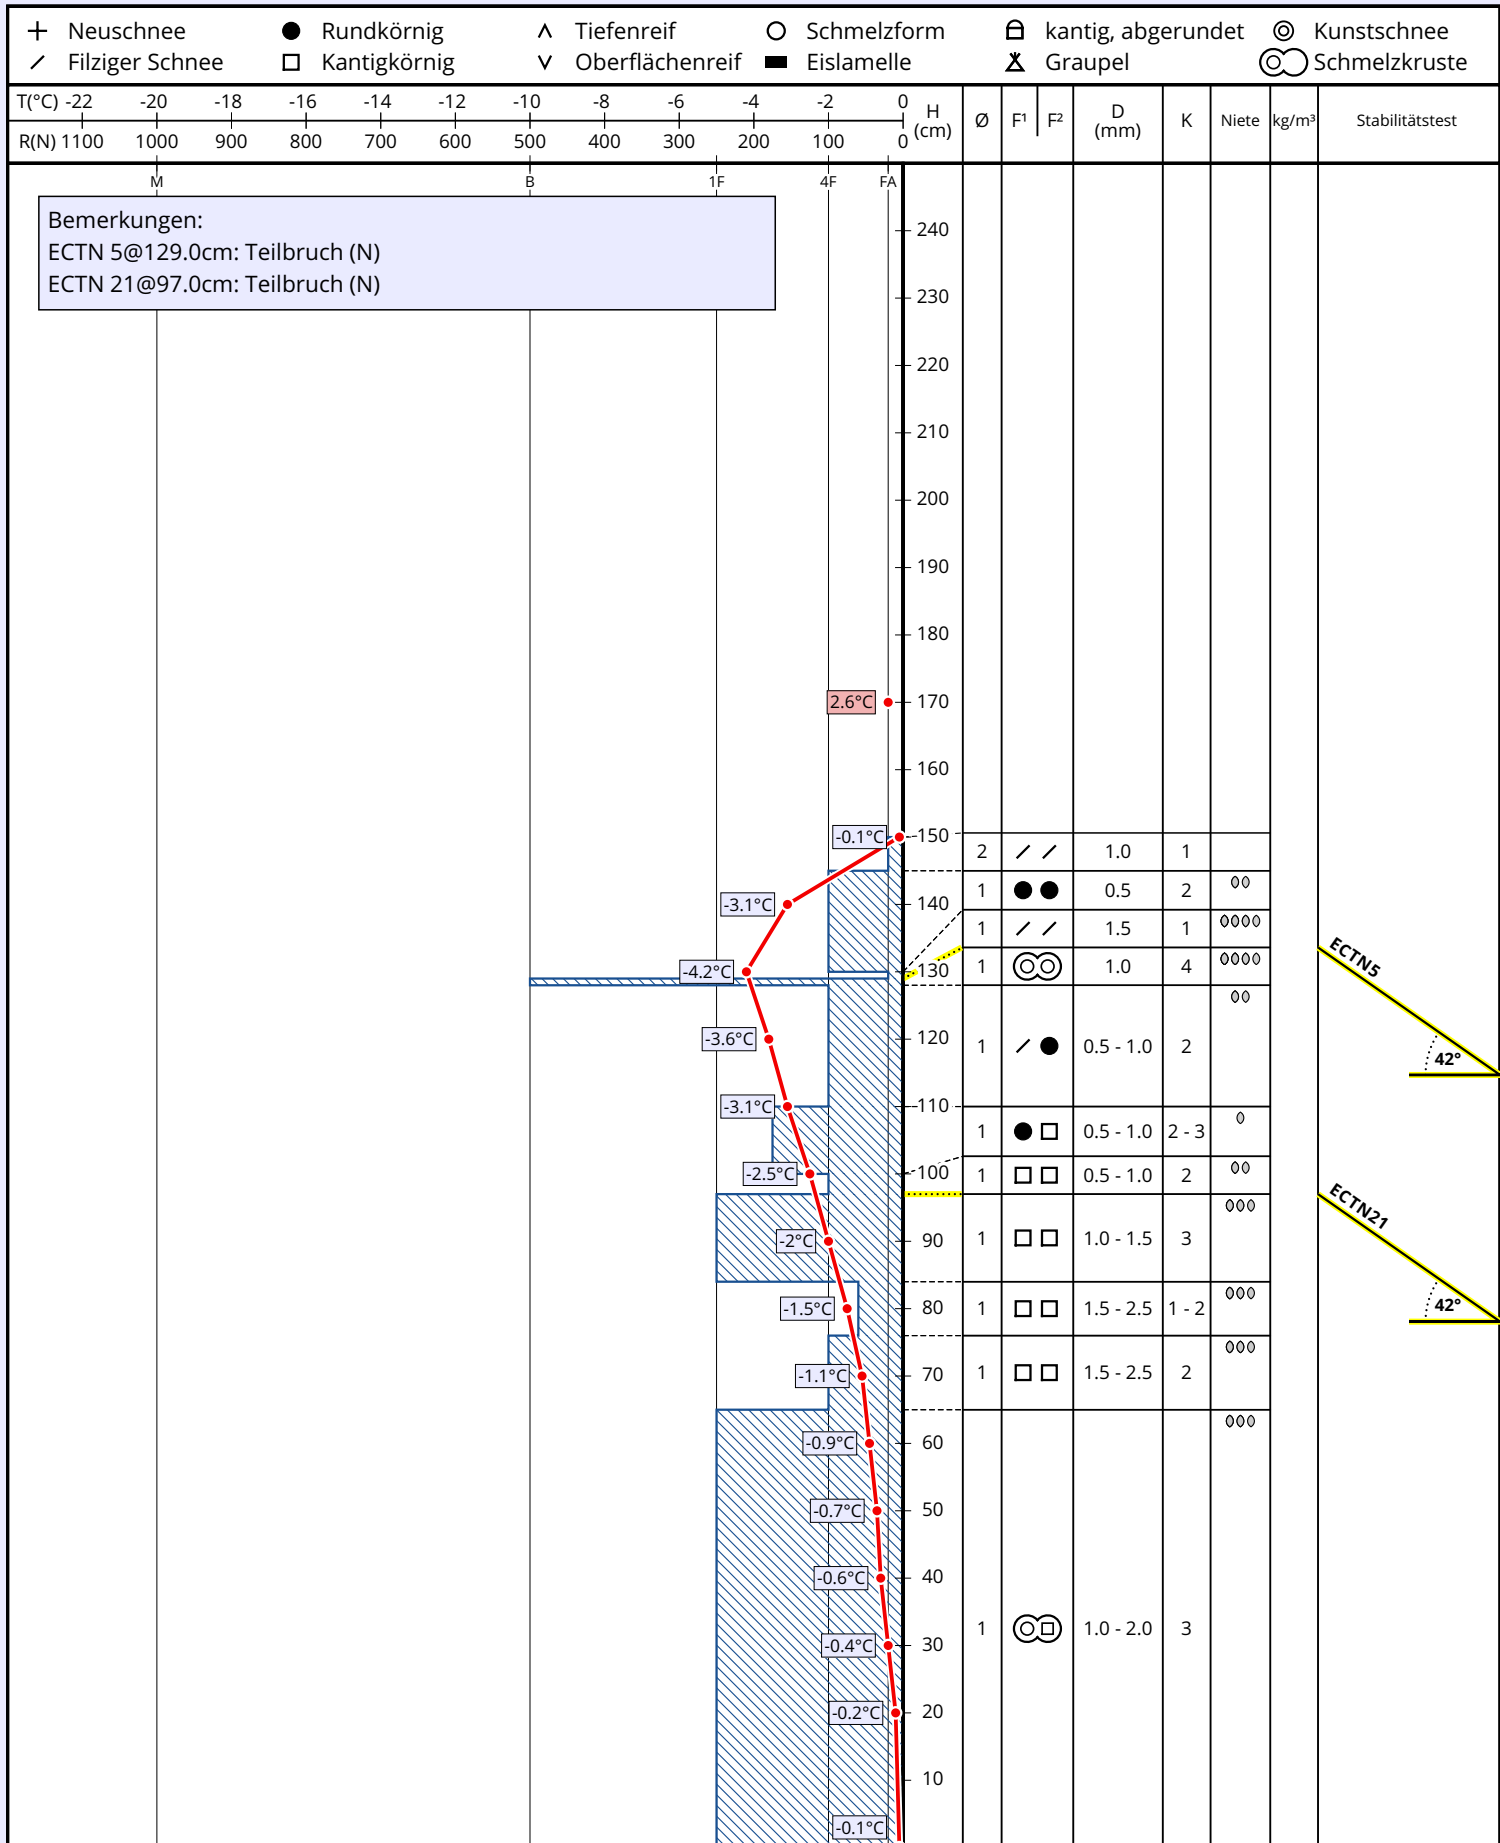 Neuschnee Rundkörnig Tiefenreif Schmelzform kantig, abgerundet Kunstschnee
Filziger Schnee Kantigkörnig Oberflächenreif Eislamelle Graupel Schmelzkruste
T(°C) -22 -20 -18 -16 -14 -12 -10 -8 -6 -4 -2 0
R(N) 1100 1000 900 800 700 600 500 400 300 200 100 0
H (cm) Ø F¹ F² D (mm) K Niete kg/m³ Stabilitätstest
M B 1F 4F FA
Bemerkungen:
ECTN 5@129.0cm: Teilbruch (N)
ECTN 21@97.0cm: Teilbruch (N)
240
230
220
210
200
190
180
2.6°C 170
160
-0.1°C 150
2 1.0 1
1 0.5 2
-3.1°C 140
1 1.5 1
-4.2°C 130 1 1.0 4
ECTN5
-3.6°C 120 1 0.5 - 1.0 2
42°
-3.1°C 110
1 0.5 - 1.0 2 - 3
-2.5°C 100 1 0.5 - 1.0 2
ECTN21
-2°C 90 1 1.0 - 1.5 3
-1.5°C 80 1 1.5 - 2.5 1 - 2
42°
-1.1°C 70 1 1.5 - 2.5 2
-0.9°C 60
-0.7°C 50
-0.6°C 40
1 1.0 - 2.0 3
-0.4°C 30
-0.2°C 20
10
-0.1°C